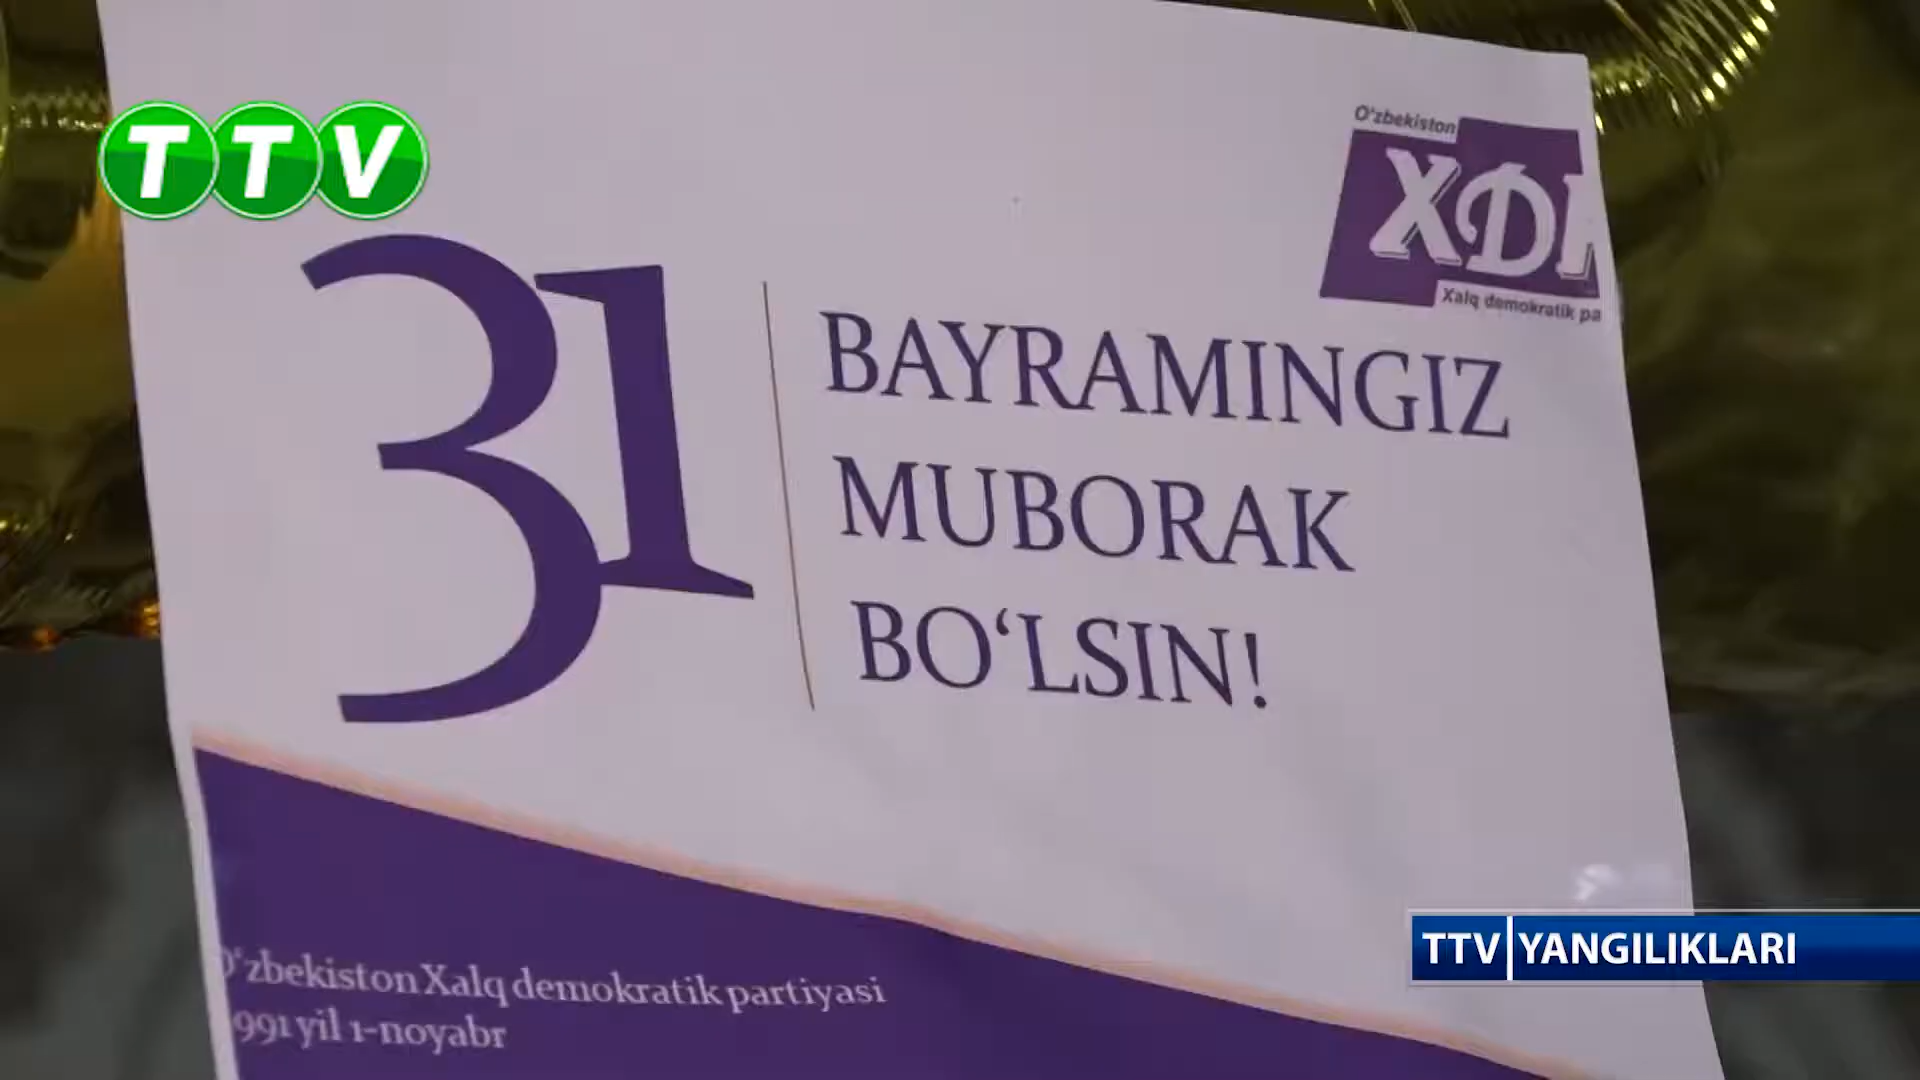 TTV
O'zbekiston
XDP
Xalq demokratik pa
31
BAYRAMINGIZ
MUBORAK
BO‘LSIN!
O‘zbekiston Xalq demokratik partiyasi
991 yil 1-noyabr
TTV YANGILIKLARI